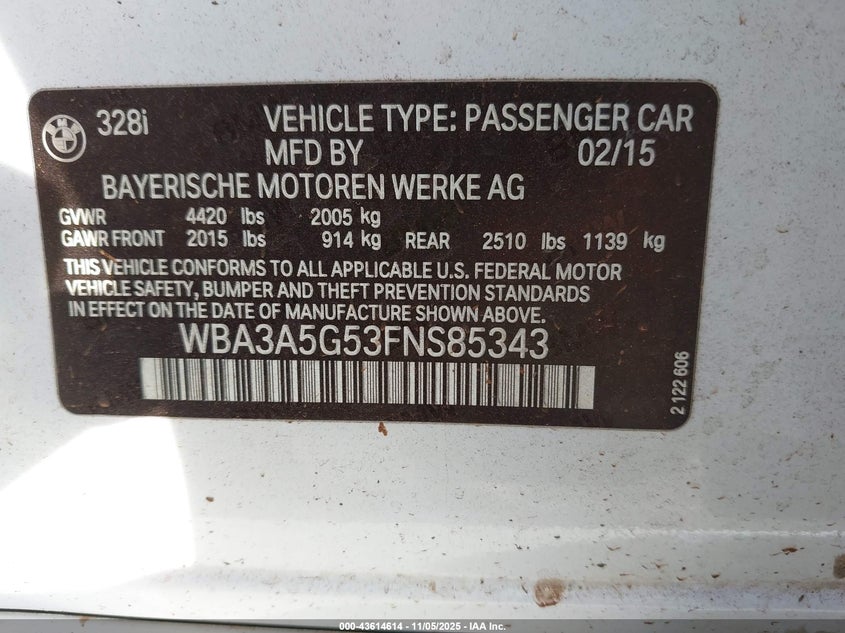 328i VEHICLE TYPE: PASSENGER CAR
MFD BY 02/15
BAYERISCHE MOTOREN WERKE AG
GVWR 4420 lbs 2005 kg
GAWR FRONT 2015 lbs 914 kg REAR 2510 lbs 1139 kg
THIS VEHICLE CONFORMS TO ALL APPLICABLE U.S. FEDERAL MOTOR
VEHICLE SAFETY, BUMPER AND THEFT PREVENTION STANDARDS
IN EFFECT ON THE DATE OF MANUFACTURE SHOWN ABOVE.
WBA3A5G53FNS85343
2 122 606
000-43614614 - 11/05/2025 - IAA Inc.